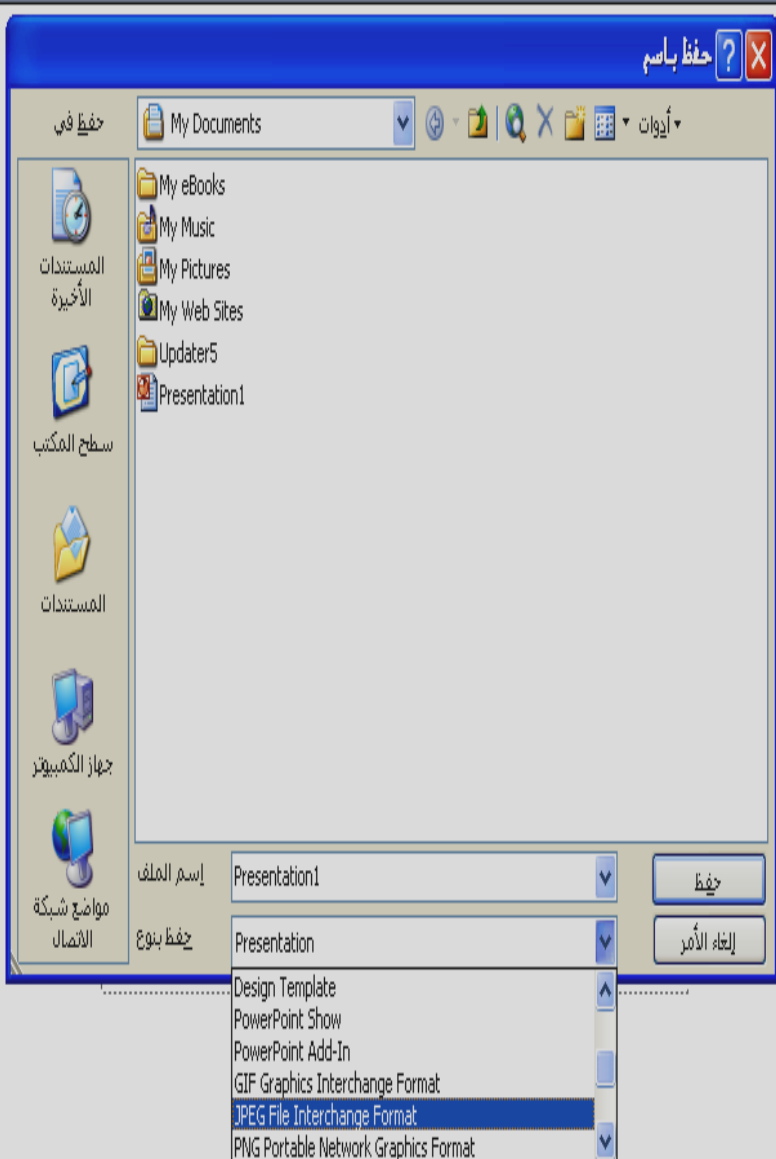 حفظ باسم
حفظ في
My Documents
أدوات
My eBooks
My Music
My Pictures
My Web Sites
Updater5
Presentation1
المستندات
الأخيرة
سطح المكتب
المستندات
جهاز الكمبيوتر
مواضع شبكة
الاتصال
إسم الملف
Presentation1
حفظ
حفظ بنوع
Presentation
إلغاء الأمر
Design Template
PowerPoint Show
PowerPoint Add-In
GIF Graphics Interchange Format
JPEG File Interchange Format
PNG Portable Network Graphics Format